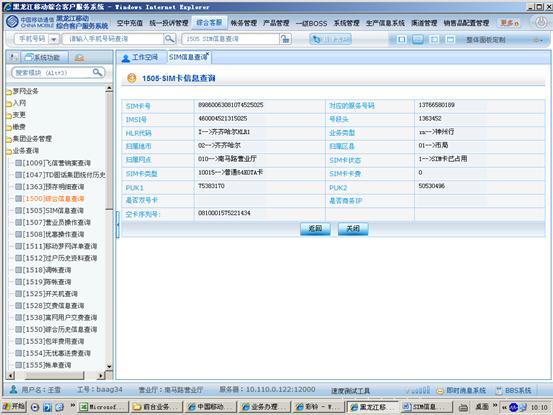 黑龙江移动综合客户服务系统 - Windows Internet Explorer
中国移动通信 CHINA MOBILE 黑龙江移动 综合客户服务系统
空中充值 统一投诉管理 综合客服 帐务管理 产品管理 一级BOSS 系统管理 生产信息系统 渠道管理 销售品配置管理 更多
手机号码 请输入手机号码查询 1505 SIM信息查询 整体面板定制
系统功能 工作空间 SIM信息查询
搜索模块 (Alt+3)
1505·SIM卡信息查询
梦网业务
入网
变更
缴费
集团业务管理
业务查询
[1009]飞信营销案查询
[1047]TD固话集团统付历史
[1363]预存明细查询
[1500]综合信息查询
[1505]SIM信息查询
[1507]营业员操作查询
[1508]优惠操作查询
[1511]移动梦网详单查询
[1512]过户历史资料查询
[1518]调帐查询
[1519]陈帐查询
[1525]开关机查询
[1526]交费信息查询
[1538]离网用户交费查询
[1550]综合历史信息查询
[1553]包年费用查询
[1554]无忧惠送费查询
[1555]帐单查询
SIM卡号 89860063081074525025 对应的服务号码 13766580189
IMSI号 460004521315025 号段头 1363452
HLR代码 I-->齐齐哈尔HLR1 业务类型 zn-->神州行
归属地市 02-->齐齐哈尔 归属区县 01-->市局
归属网点 010-->南马路营业厅 SIM卡状态 1-->SIM卡已占用
SIM卡类型 10015-->普通64KOTA卡 SIM卡卡费 0
PUK1 75383170 PUK2 50530496
是否双号卡 是否商务IP
空卡序列号: 0810001575221434
返回 关闭
用户名：王雪 工号：baag34 营业厅：南马路营业厅 服务器：10.110.0.122:12000 速度测试工具 即时消息系统 BBS系统
开始 Microsof... 前台业务... 中国移动... 业务办理... 彩铃 - W... 黑龙江移... SIM信息... 桌面 10:10